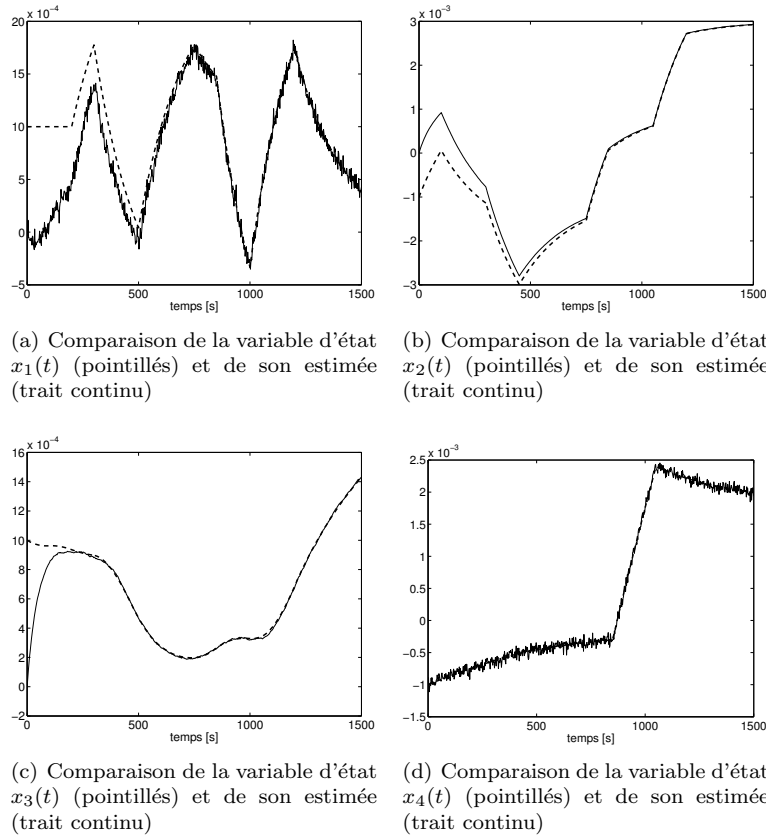 x 10⁻⁴
20
15
10
5
0
−5
0 500 1000 1500
temps [s]
(a) Comparaison de la variable d'état
x₁(t) (pointillés) et de son estimée
(trait continu)
x 10⁻³
3
2
1
0
−1
−2
−3
0 500 1000 1500
temps [s]
(b) Comparaison de la variable d'état
x₂(t) (pointillés) et de son estimée
(trait continu)
x 10⁻⁴
16
14
12
10
8
6
4
2
0
−2
0 500 1000 1500
temps [s]
(c) Comparaison de la variable d'état
x₃(t) (pointillés) et de son estimée
(trait continu)
x 10⁻³
2.5
2
1.5
1
0.5
0
−0.5
−1
−1.5
0 500 1000 1500
temps [s]
(d) Comparaison de la variable d'état
x₄(t) (pointillés) et de son estimée
(trait continu)